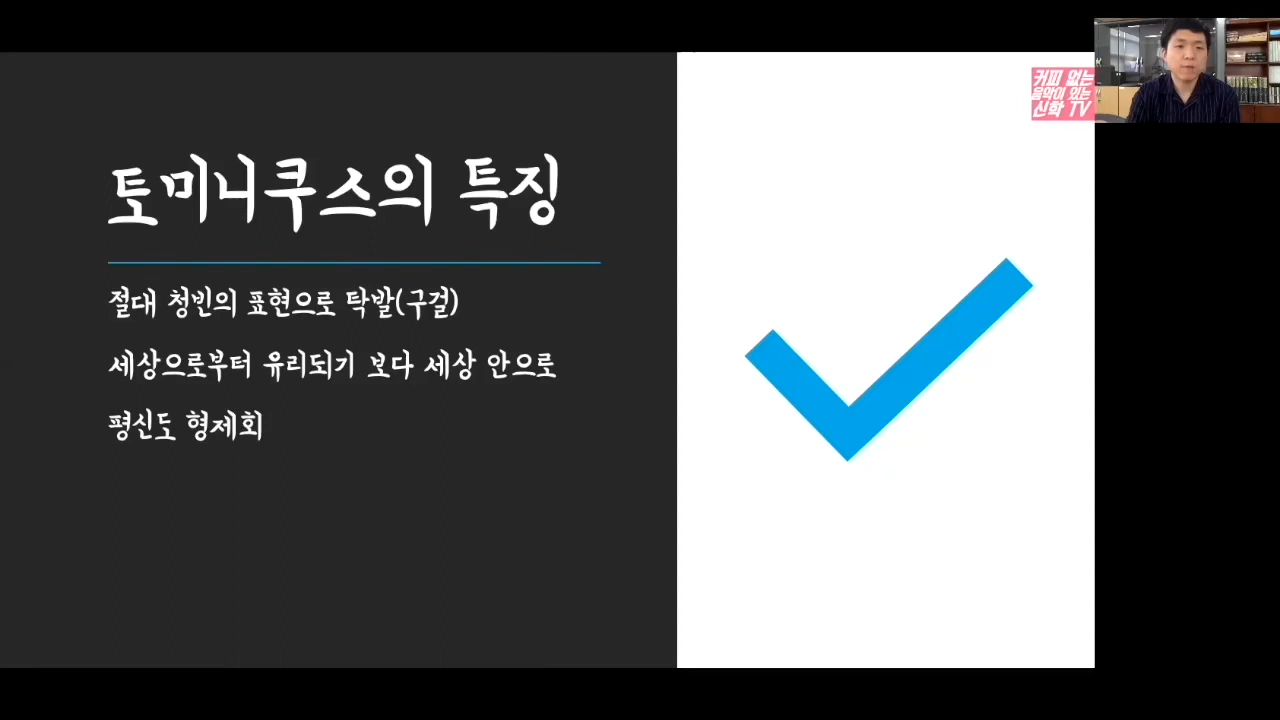 토미니쿠스의 특징
절대 청빈의 표현으로 탁발(구걸)
세상으로부터 유리되기 보다 세상 안으로
평신도 형제회
커피 없는
음악이 있는
신학 TV